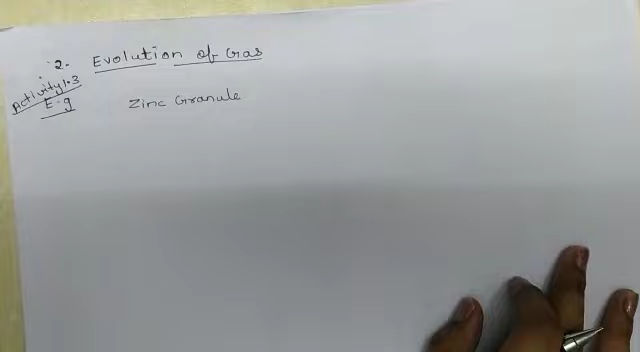 2. Evolution of Gas
Activity 1.3
E.g Zinc Granule